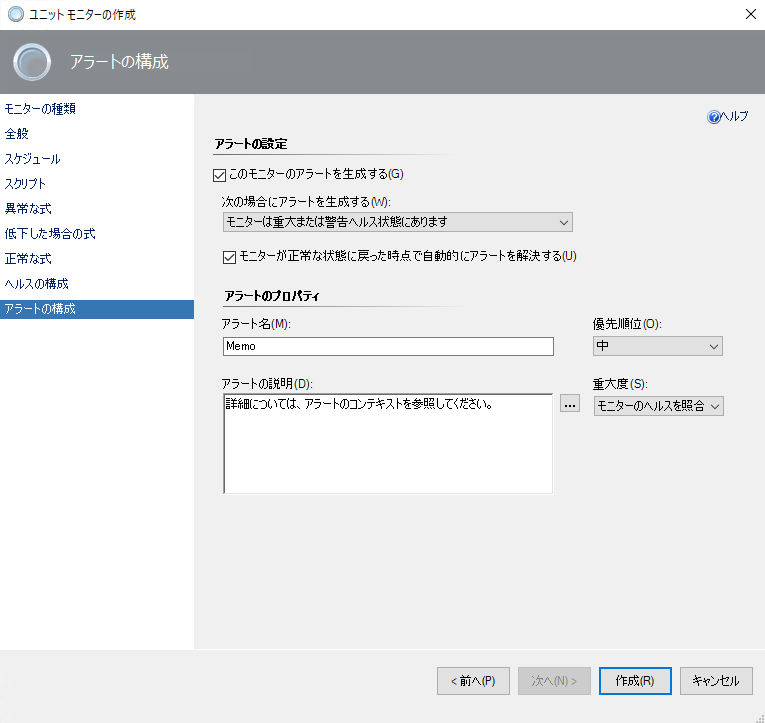 ユニット モニターの作成
アラートの構成
モニターの種類
全般
スケジュール
スクリプト
異常な式
低下した場合の式
正常な式
ヘルスの構成
アラートの構成
ヘルプ
アラートの設定
このモニターのアラートを生成する(G)
次の場合にアラートを生成する(W):
モニターは重大または警告ヘルス状態にあります
モニターが正常な状態に戻った時点で自動的にアラートを解決する(U)
アラートのプロパティ
アラート名(M):
優先順位(O):
Memo
中
アラートの説明(D):
重大度(S):
詳細については、アラートのコンテキストを参照してください。
...
モニターのヘルスを照合
< 前へ(P)
次へ(N) >
作成(R)
キャンセル